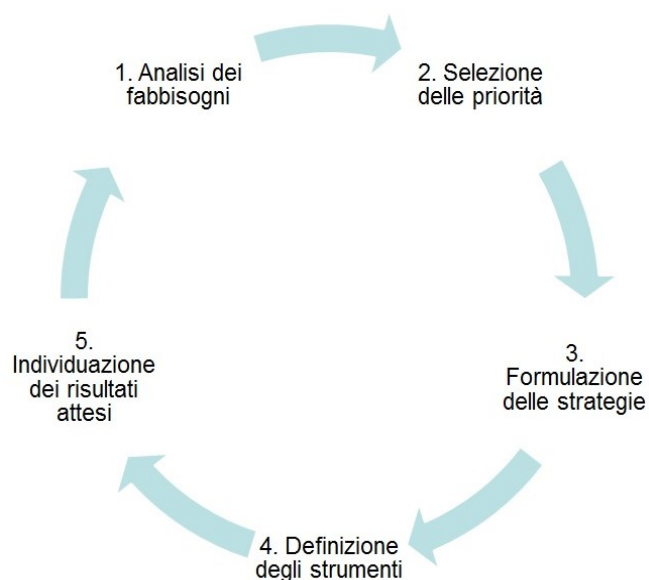 1. Analisi dei
fabbisogni
2. Selezione
delle priorità
3.
Formulazione
delle strategie
4. Definizione
degli strumenti
5.
Individuazione
dei risultati
attesi